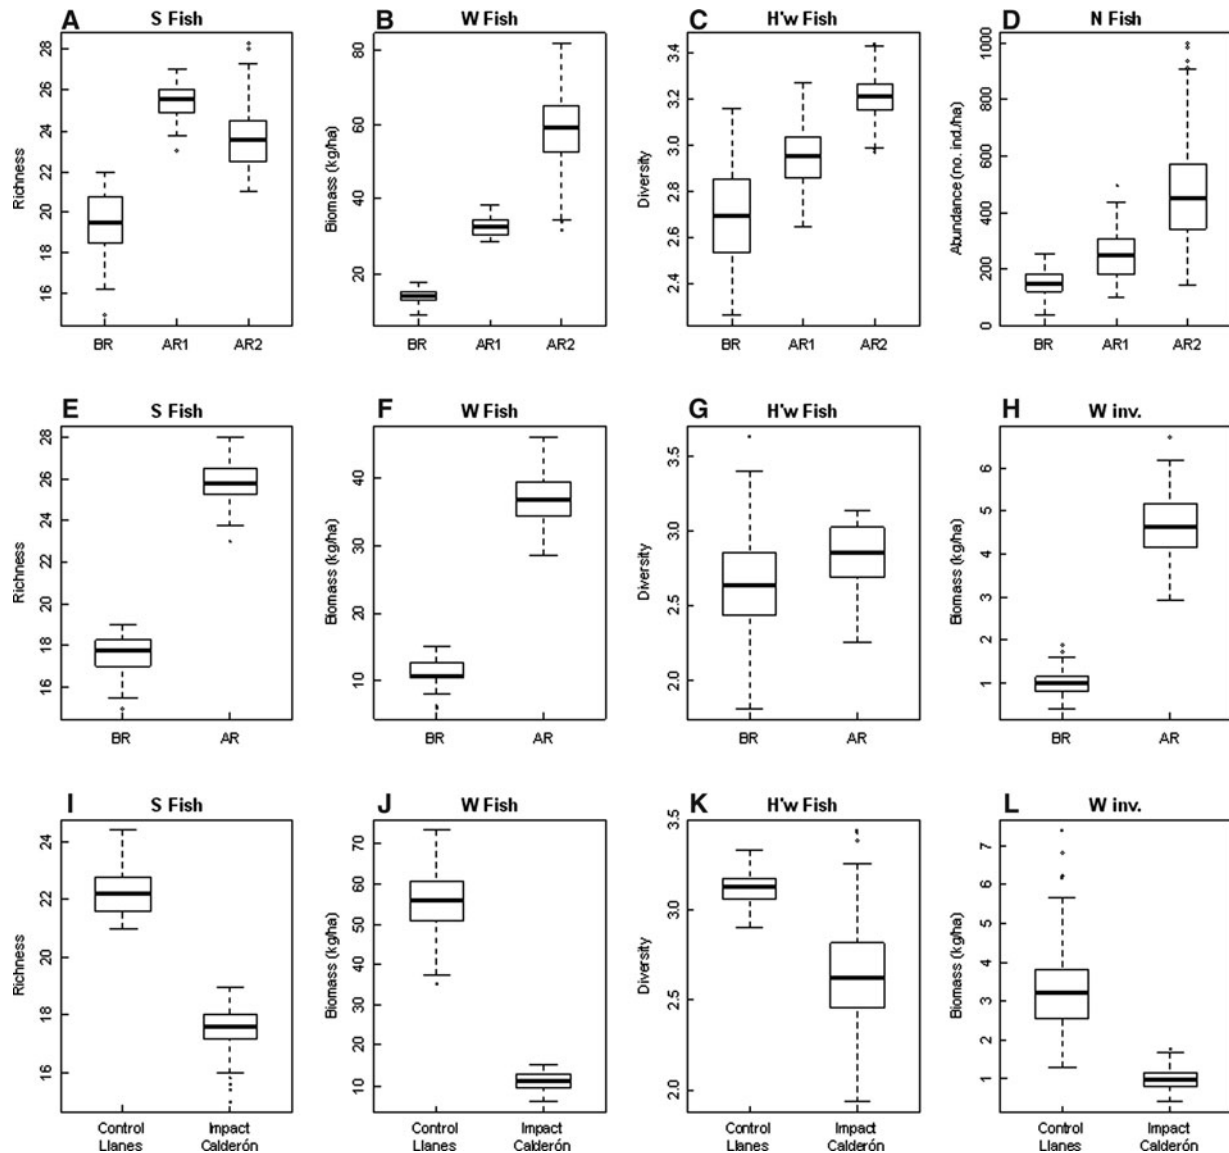 A S Fish
Richness
28
26
24
22
20
18
16
BR AR1 AR2
B W Fish
Biomass (kg/ha)
80
60
40
20
BR AR1 AR2
C H'w Fish
Diversity
3.4
3.2
3.0
2.8
2.6
2.4
BR AR1 AR2
D N Fish
Abundance (no. ind./ha)
1000
800
600
400
200
0
BR AR1 AR2
E S Fish
Richness
28
26
24
22
20
18
16
BR AR
F W Fish
Biomass (kg/ha)
40
30
20
10
BR AR
G H'w Fish
Diversity
3.5
3.0
2.5
2.0
BR AR
H W inv.
Biomass (kg/ha)
6
5
4
3
2
1
BR AR
I S Fish
Richness
24
22
20
18
16
Control Impact
Llanes Calderón
J W Fish
Biomass (kg/ha)
70
60
50
40
30
20
10
Control Impact
Llanes Calderón
K H'w Fish
Diversity
3.5
3.0
2.5
2.0
Control Impact
Llanes Calderón
L W inv.
Biomass (kg/ha)
7
6
5
4
3
2
1
Control Impact
Llanes Calderón